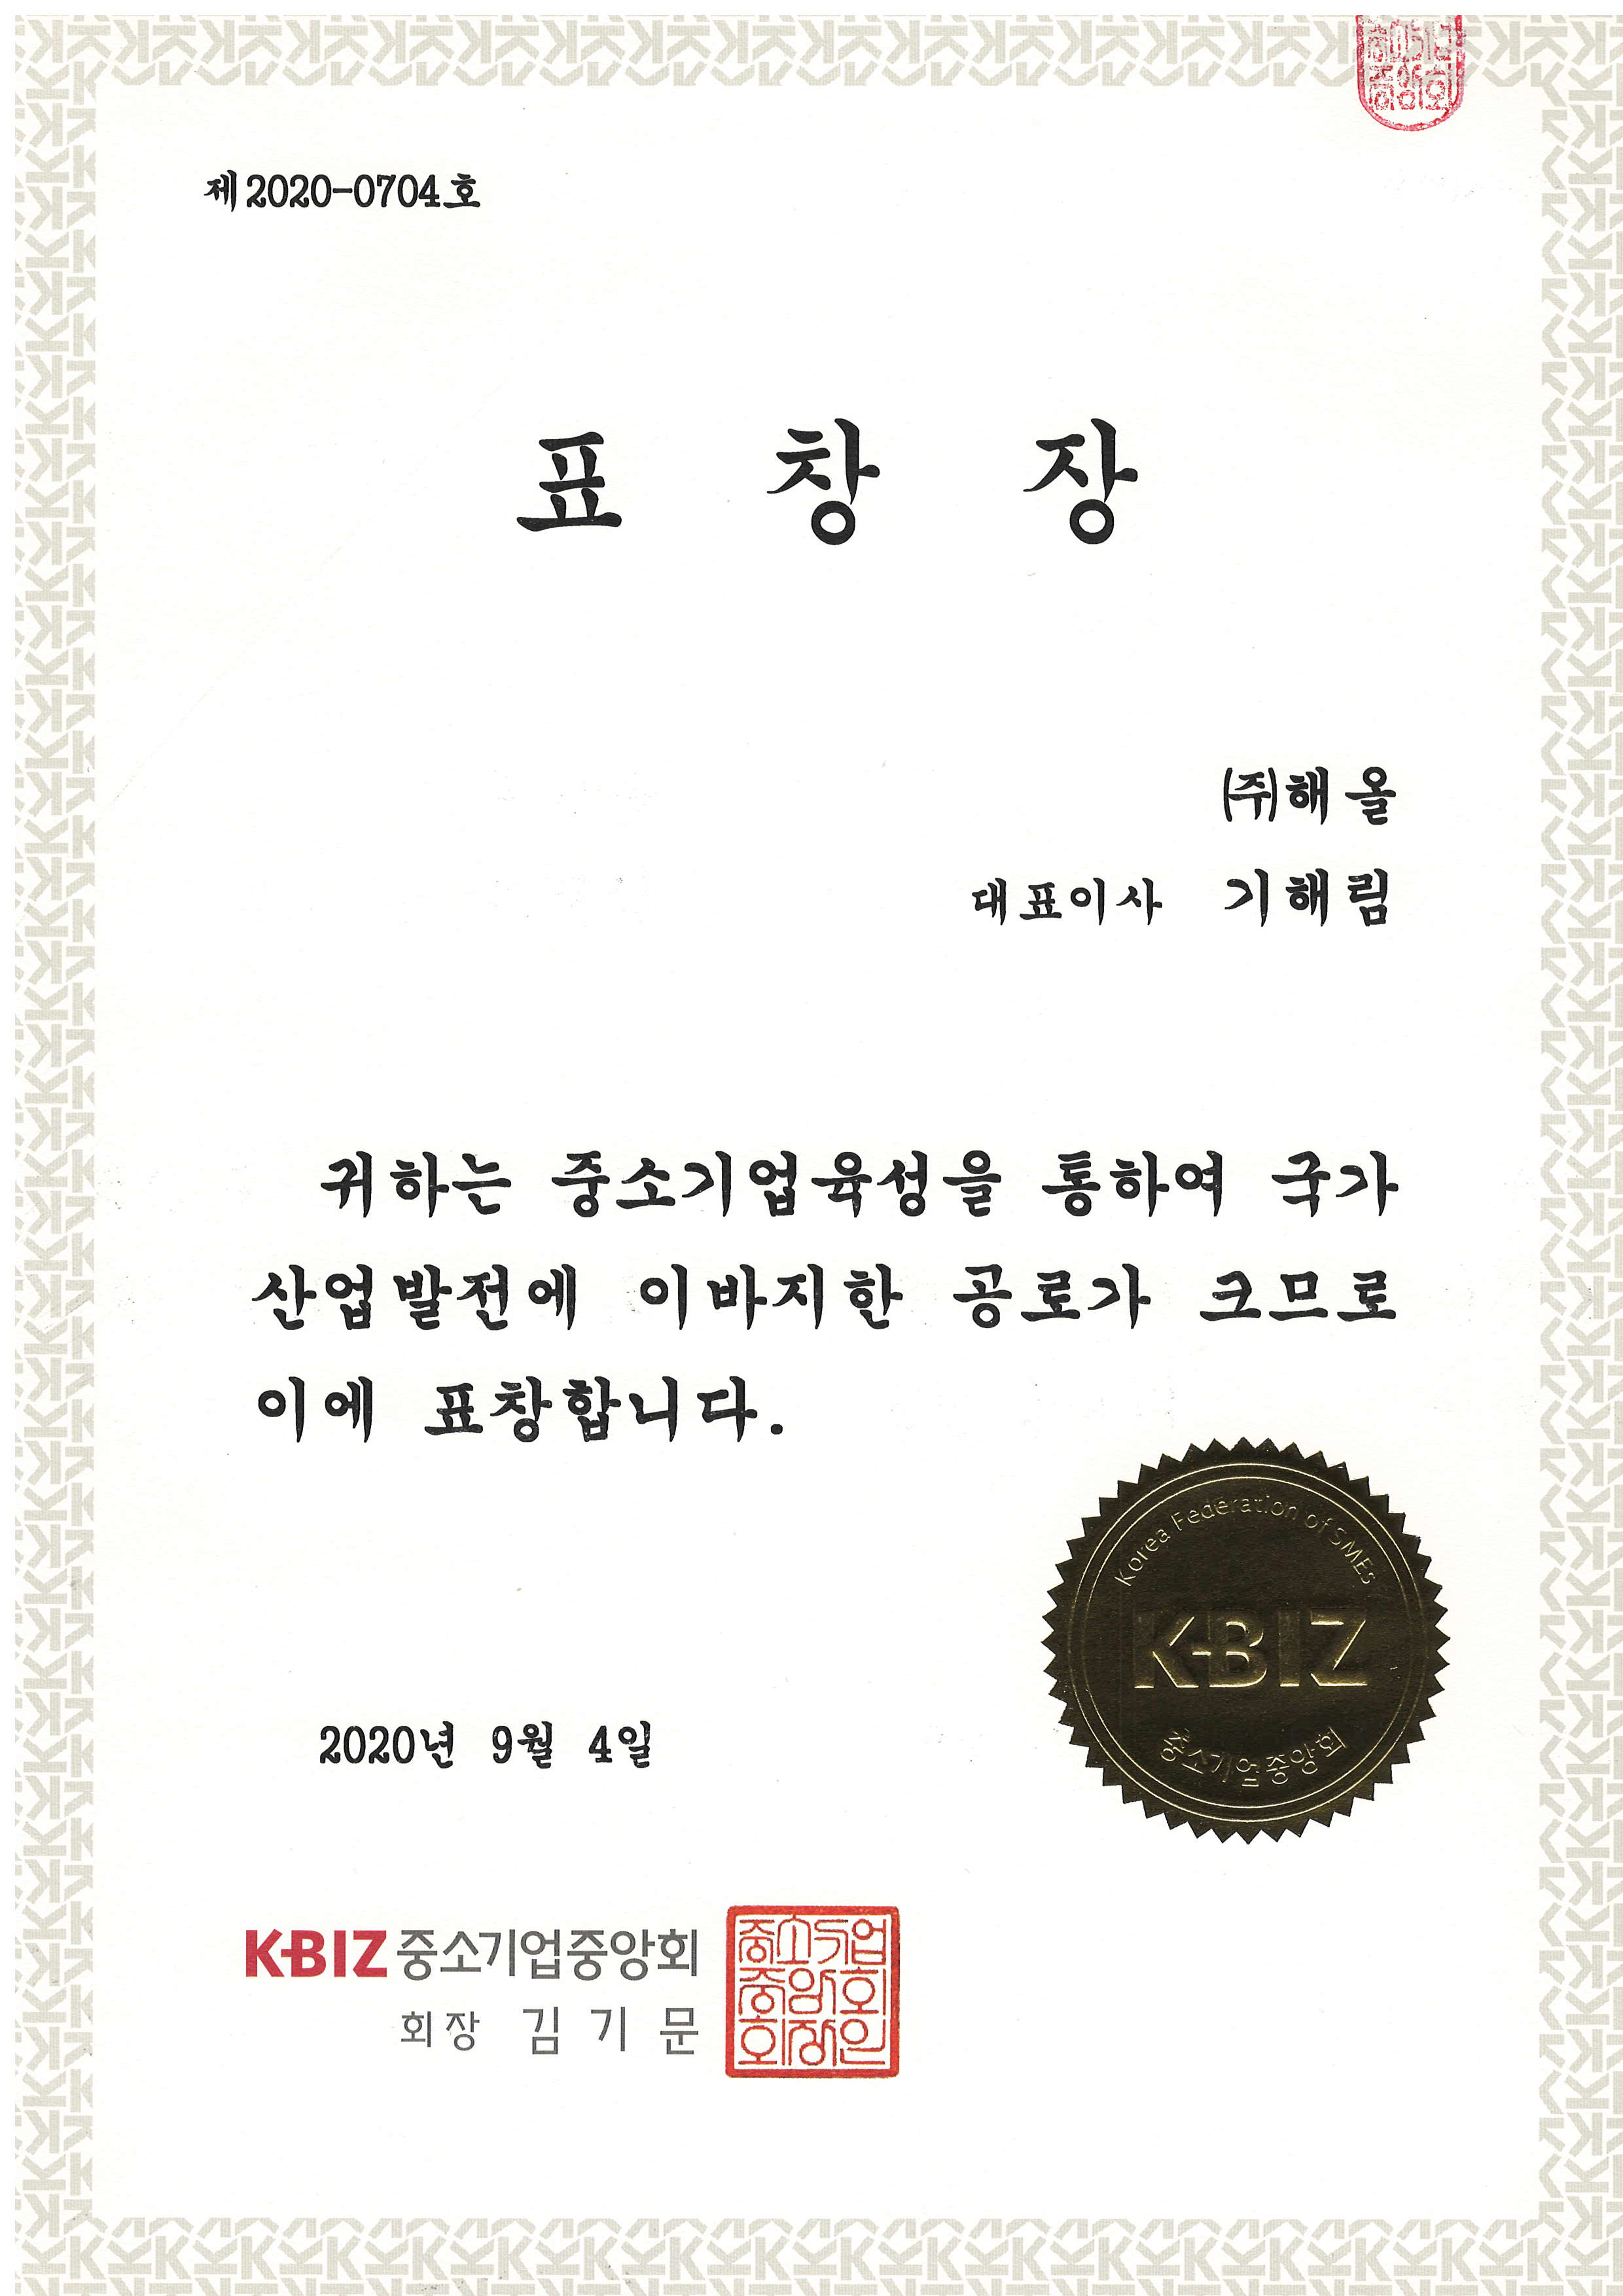 제2020-0704호
표 창 장
(주)해 올
대표이사 기해림
귀하는 중소기업육성을 통하여 국가
산업발전에 이바지한 공로가 크므로
이에 표창합니다.
Korea Federation of SMEs
K-BIZ
중소기업중앙회
2020년 9월 4일
KBIZ 중소기업중앙회
회장 김 기 문
중소기업
중앙회
회장인